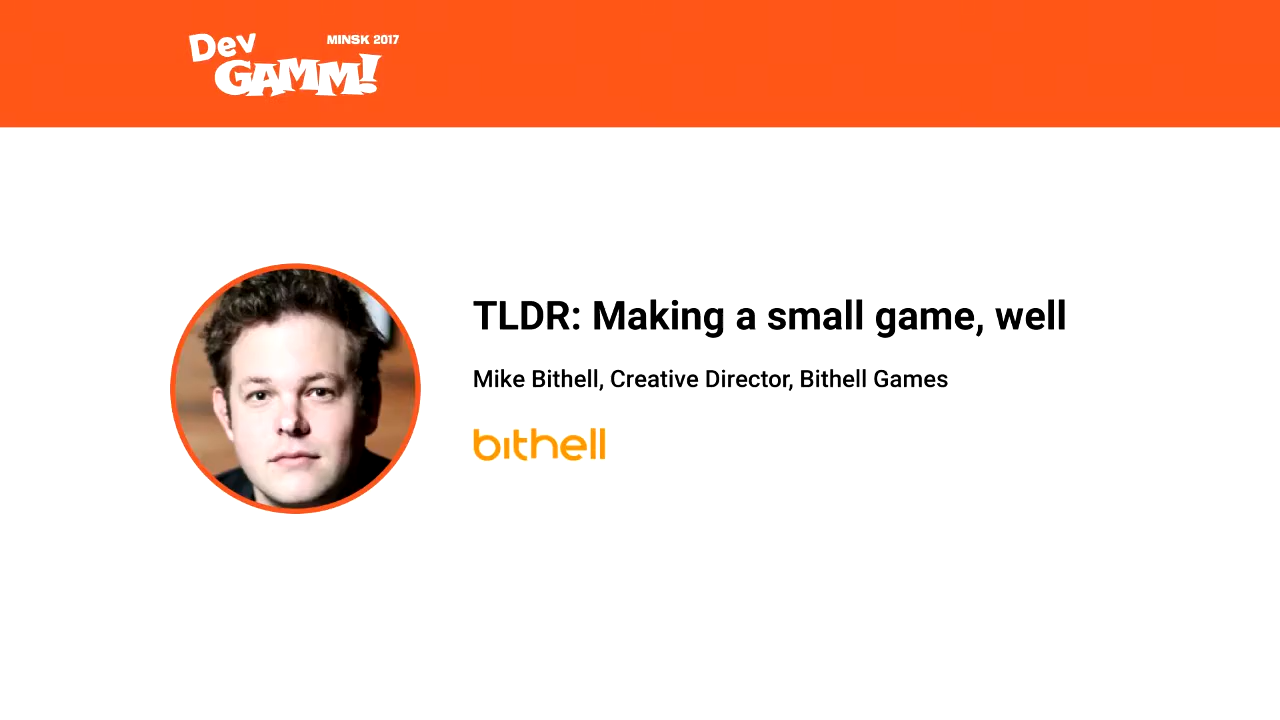 Dev
MINSK 2017
GAMM!
TLDR: Making a small game, well
Mike Bithell, Creative Director, Bithell Games
bithell